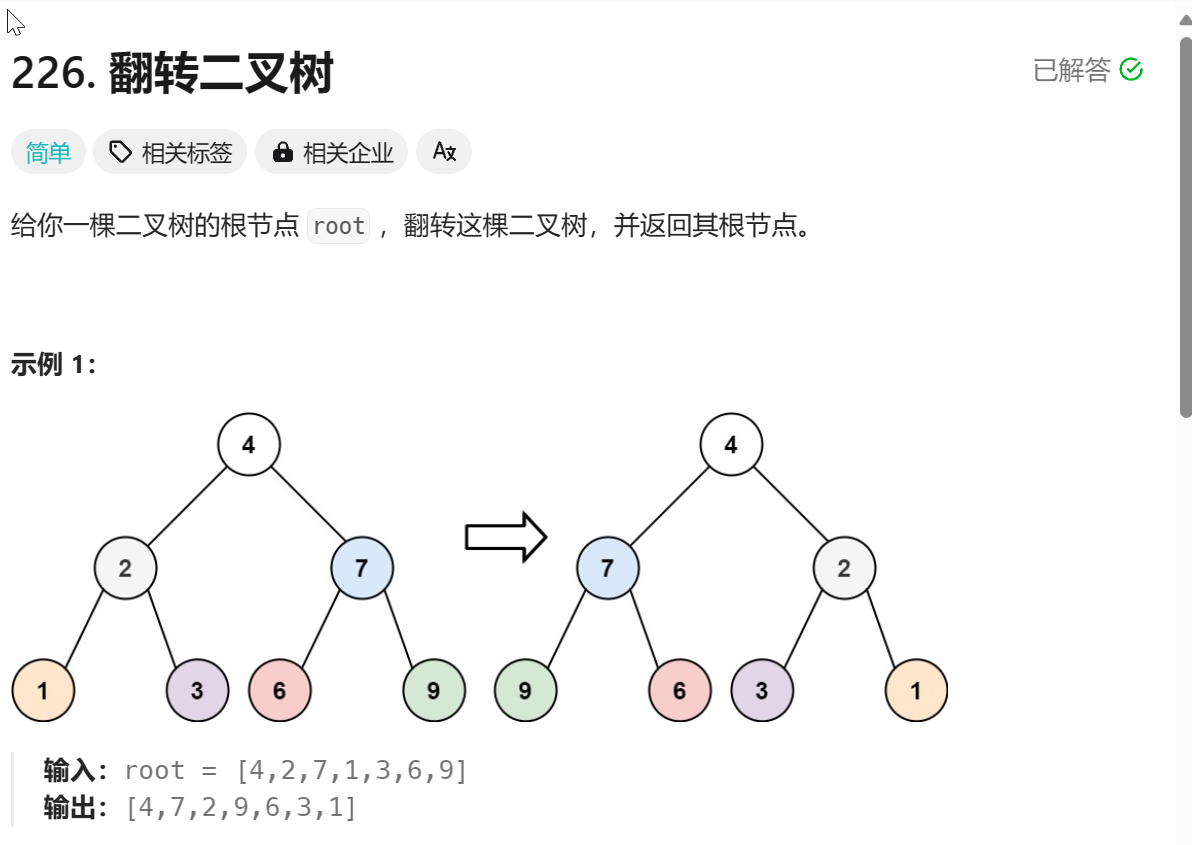 226. 翻转二叉树
已解答
简单 相关标签 相关企业 A文
给你一棵二叉树的根节点 root ，翻转这棵二叉树，并返回其根节点。
示例 1：
4 4
2 7 7 2
1 3 6 9 9 6 3 1
输入：root = [4,2,7,1,3,6,9]
输出：[4,7,2,9,6,3,1]